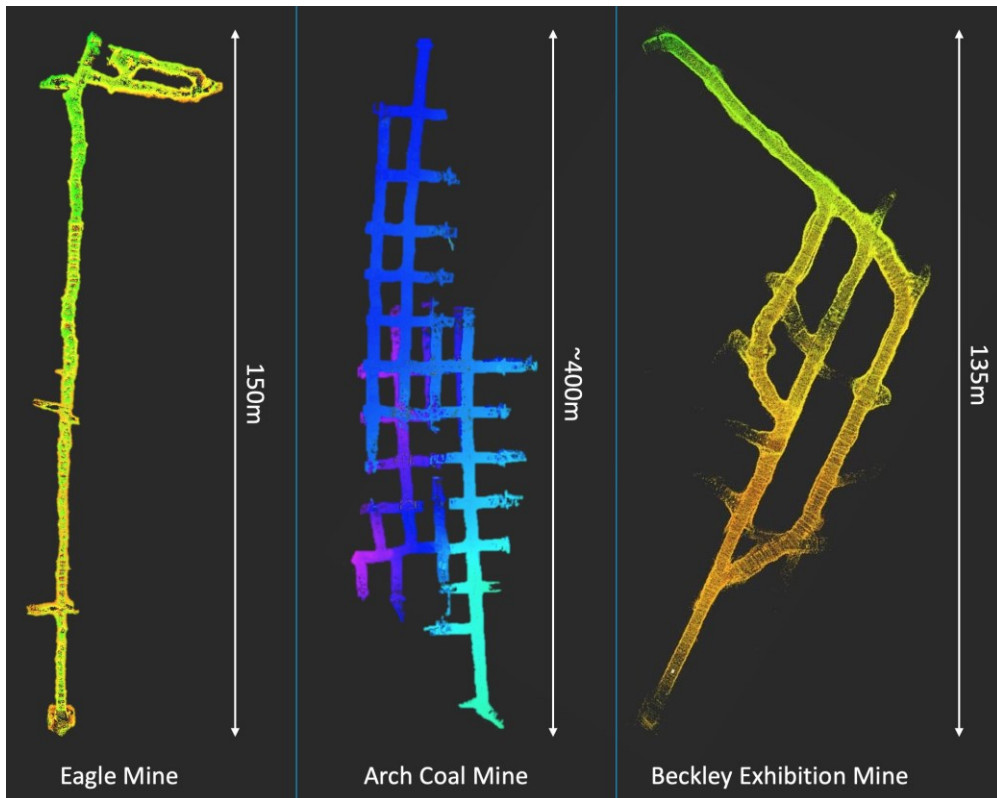 150m
~400m
135m
Eagle Mine
Arch Coal Mine
Beckley Exhibition Mine